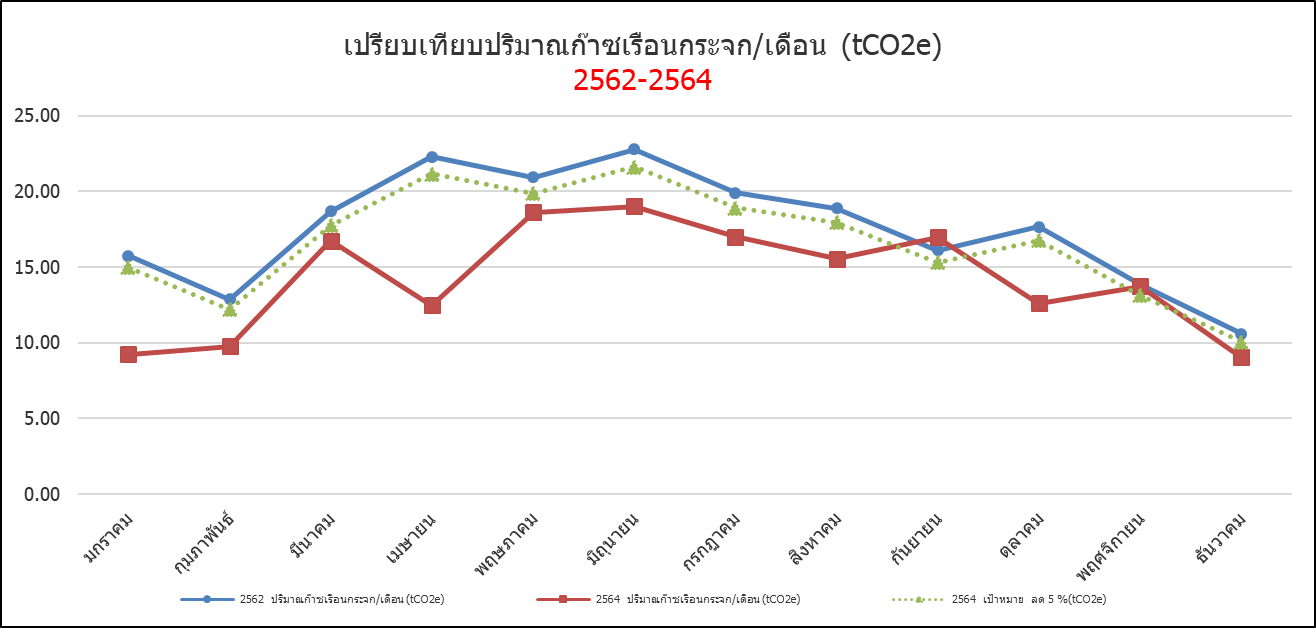 เปรียบเทียบปริมาณก๊าซเรือนกระจก/เดือน (tCO2e)
2562-2564
25.00
20.00
15.00
10.00
5.00
0.00
มกราคม
กุมภาพันธ์
มีนาคม
เมษายน
พฤษภาคม
มิถุนายน
กรกฎาคม
สิงหาคม
กันยายน
ตุลาคม
พฤศจิกายน
ธันวาคม
2562 ปริมาณก๊าซเรือนกระจก/เดือน (tCO2e)
2564 ปริมาณก๊าซเรือนกระจก/เดือน (tCO2e)
2564 เป้าหมาย ลด 5 %(tCO2e)